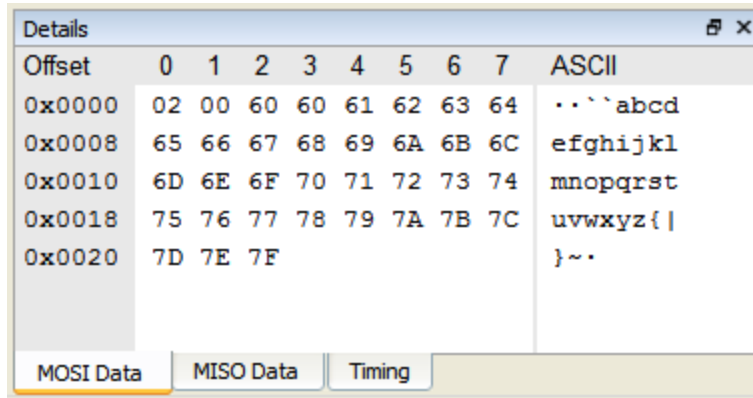 Details
Offset 0 1 2 3 4 5 6 7 ASCII
0x0000 02 00 60 60 61 62 63 64 ··``abcd
0x0008 65 66 67 68 69 6A 6B 6C efghijkl
0x0010 6D 6E 6F 70 71 72 73 74 mnopqrst
0x0018 75 76 77 78 79 7A 7B 7C uvwxyz{|
0x0020 7D 7E 7F }~·
MOSI Data MISO Data Timing